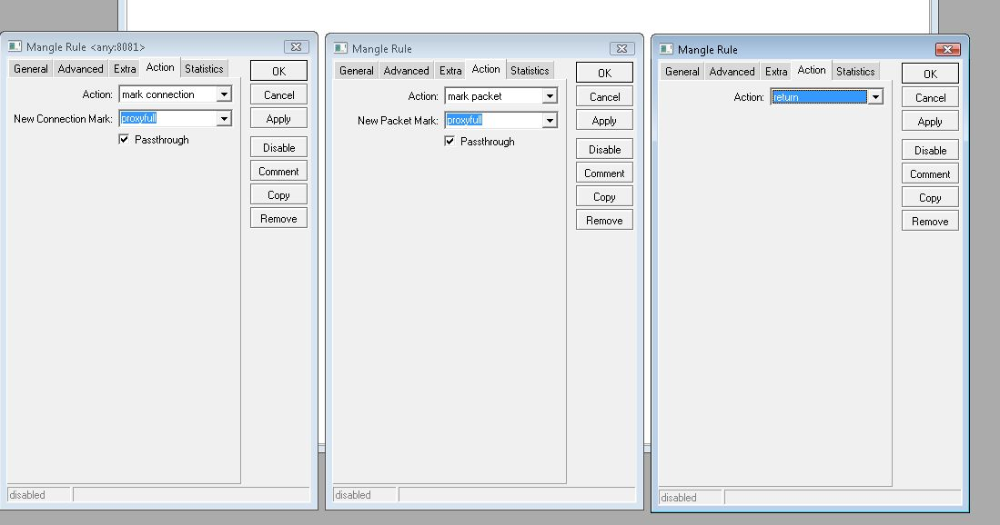 Mangle Rule <any:8081>
General Advanced Extra Action Statistics
Action: mark connection
New Connection Mark: proxyfull
Passthrough
OK
Cancel
Apply
Disable
Comment
Copy
Remove
disabled
Mangle Rule
General Advanced Extra Action Statistics
Action: mark packet
New Packet Mark: proxyfull
Passthrough
OK
Cancel
Apply
Disable
Comment
Copy
Remove
disabled
Mangle Rule
General Advanced Extra Action Statistics
Action: return
OK
Cancel
Apply
Disable
Comment
Copy
Remove
disabled